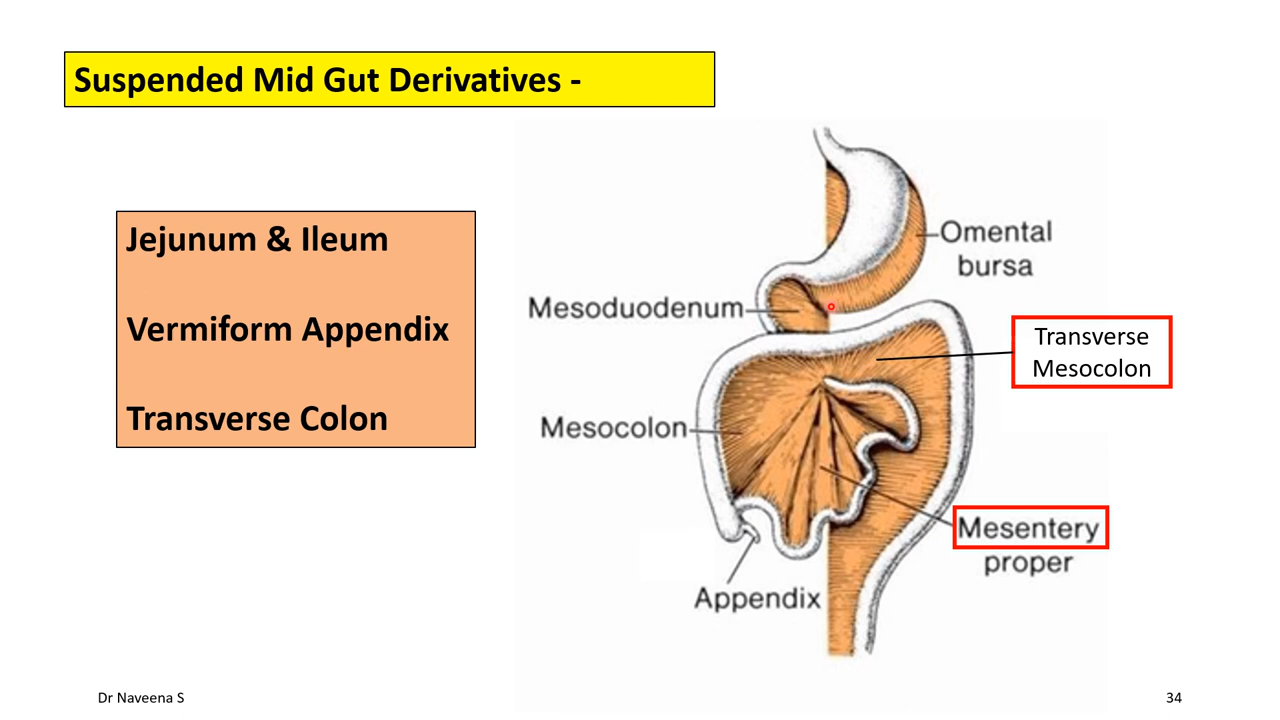 Suspended Mid Gut Derivatives -
Jejunum & Ileum
Vermiform Appendix
Transverse Colon
Omental
bursa
Mesoduodenum
Transverse
Mesocolon
Mesocolon
Mesentery
proper
Appendix
Dr Naveena S
34